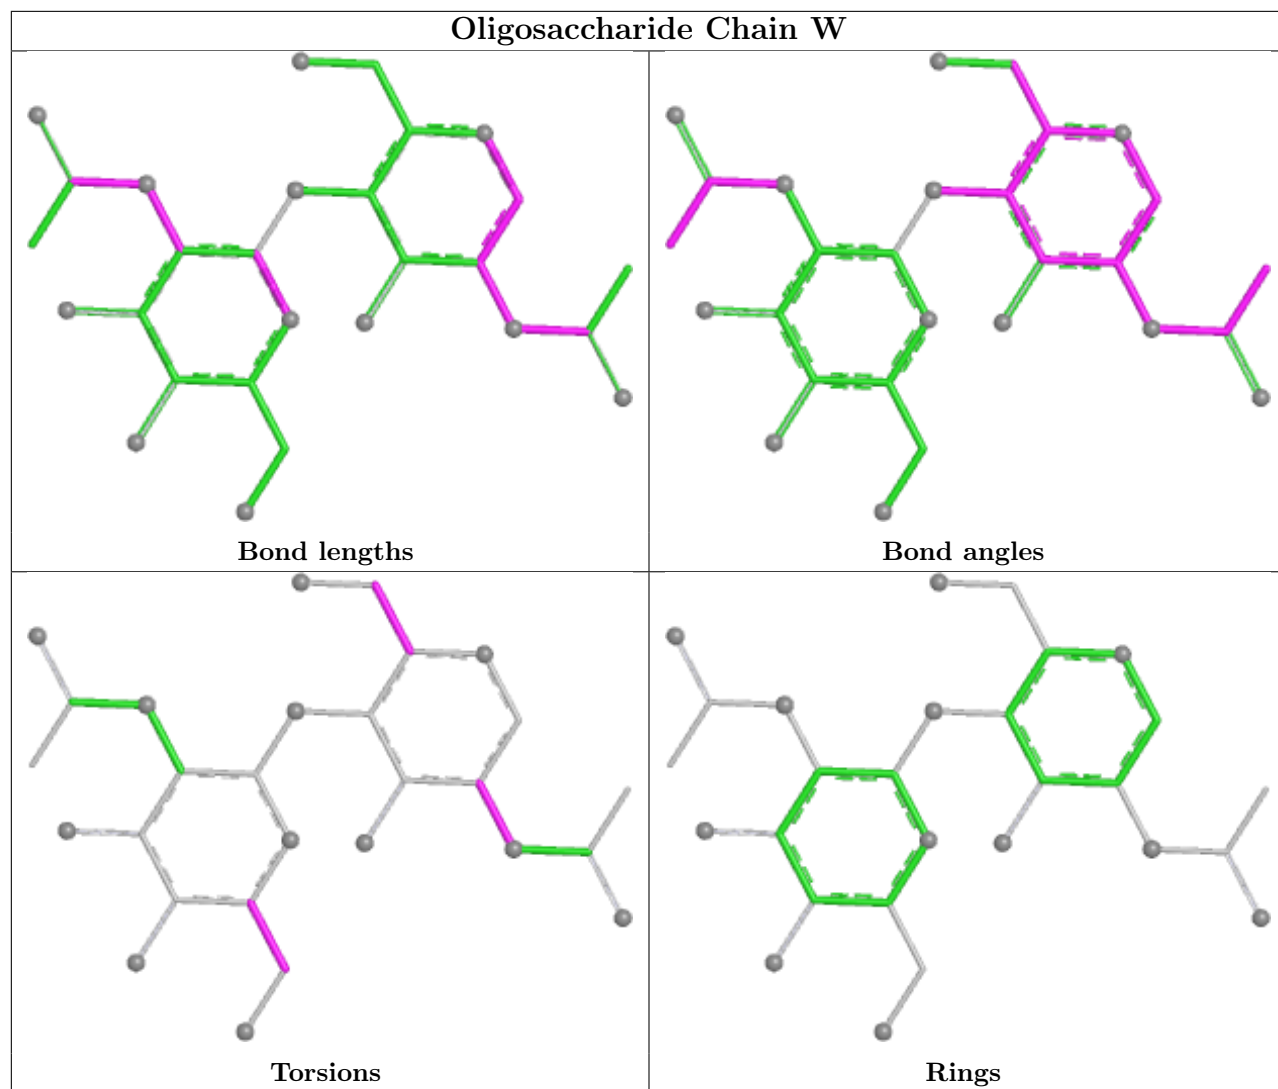 Oligosaccharide Chain W
Bond lengths
Bond angles
Torsions
Rings